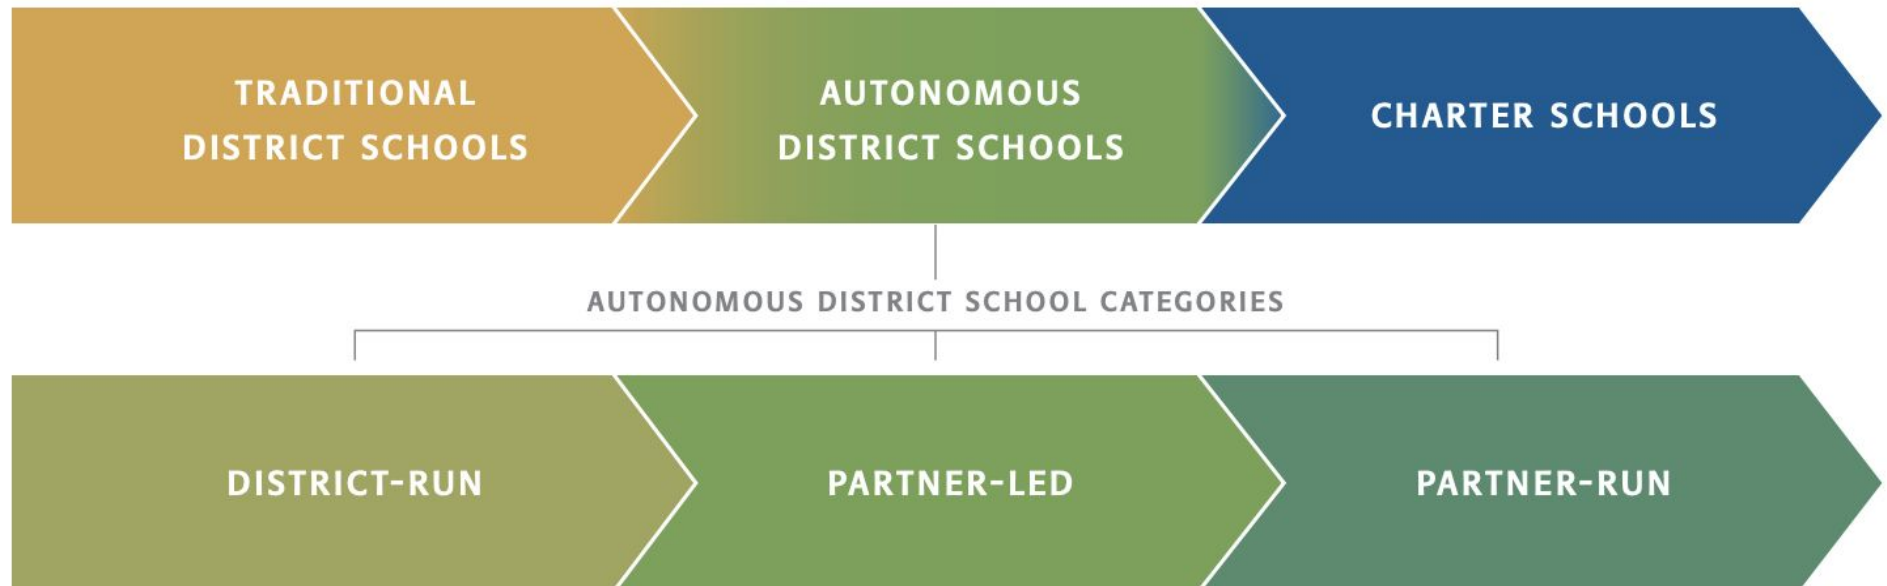 TRADITIONAL
DISTRICT SCHOOLS
AUTONOMOUS
DISTRICT SCHOOLS
CHARTER SCHOOLS
AUTONOMOUS DISTRICT SCHOOL CATEGORIES
DISTRICT-RUN
PARTNER-LED
PARTNER-RUN